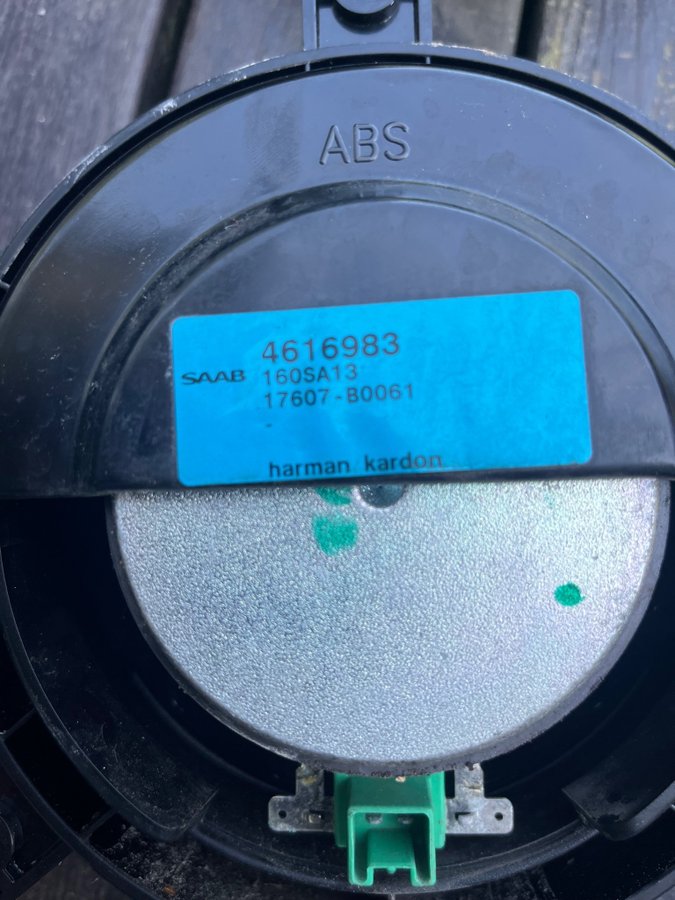 ABS
4616983
SAAB 160SA13
17607-B0061
harman/kardon